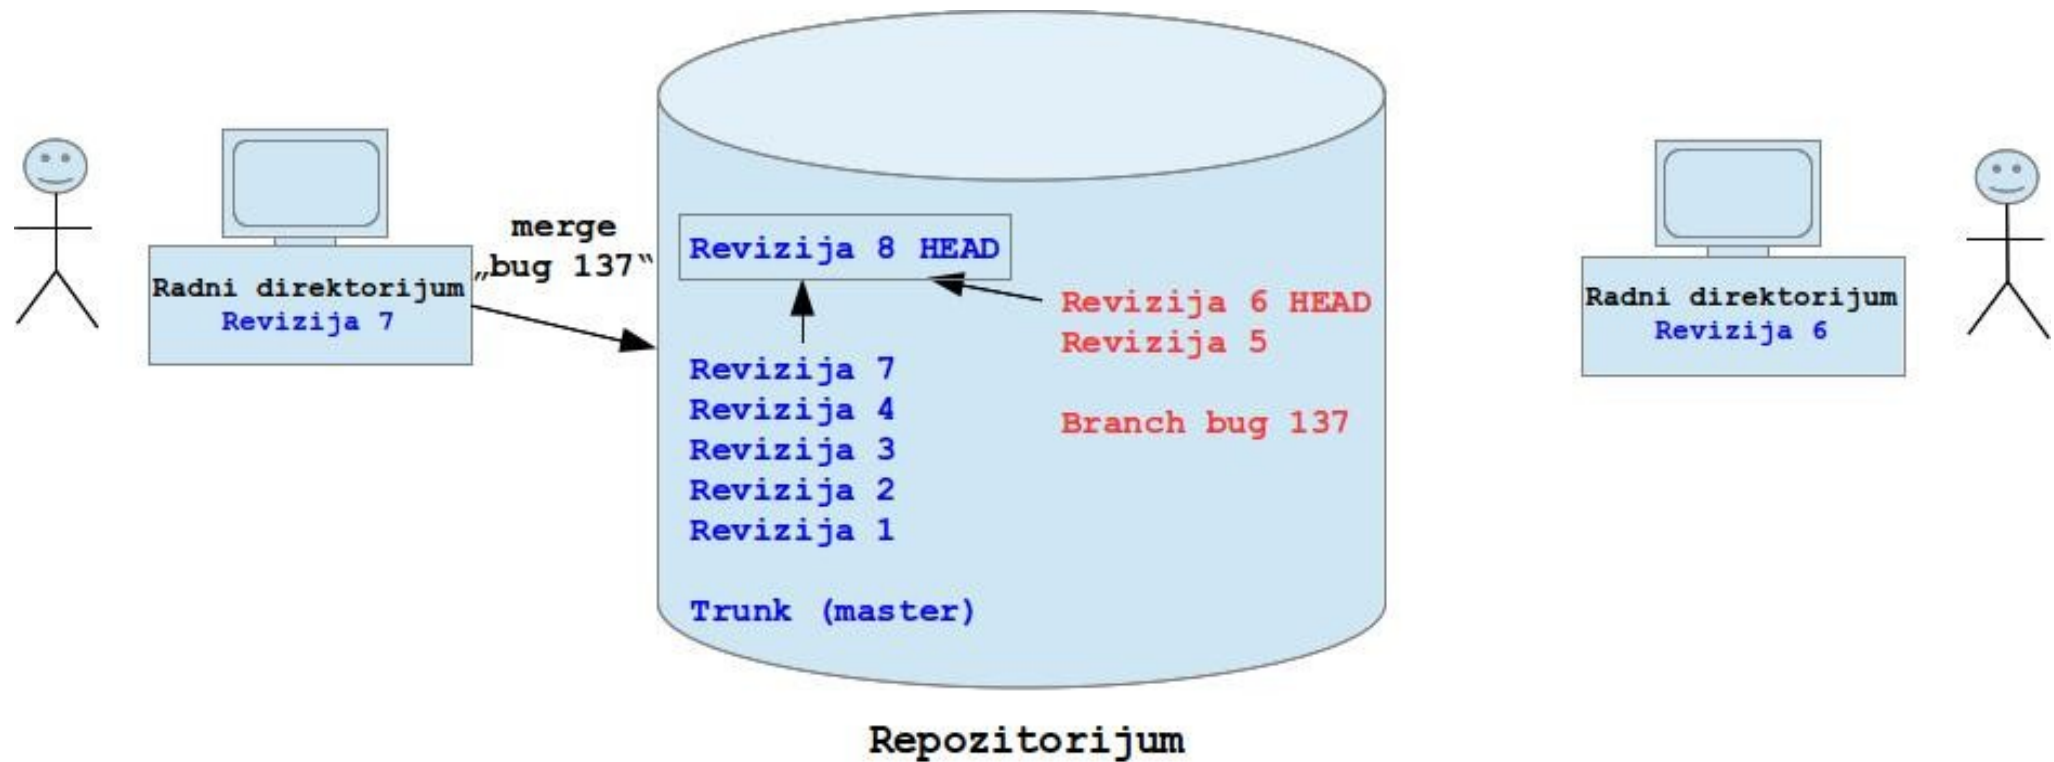 merge
„bug 137“
Radni direktorijum
Revizija 7
Revizija 8 HEAD
Revizija 7
Revizija 4
Revizija 3
Revizija 2
Revizija 1
Trunk (master)
Revizija 6 HEAD
Revizija 5
Branch bug 137
Radni direktorijum
Revizija 6
Repozitorijum